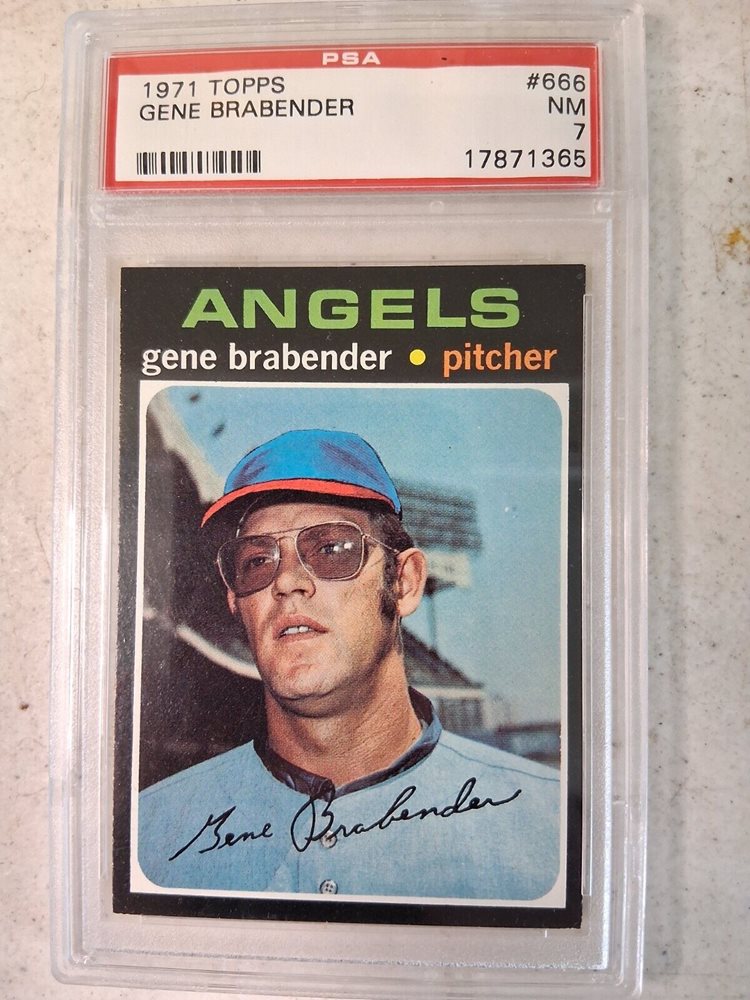 PSA
1971 TOPPS #666
GENE BRABENDER NM
7
17871365
ANGELS
gene brabender • pitcher
Gene Brabender